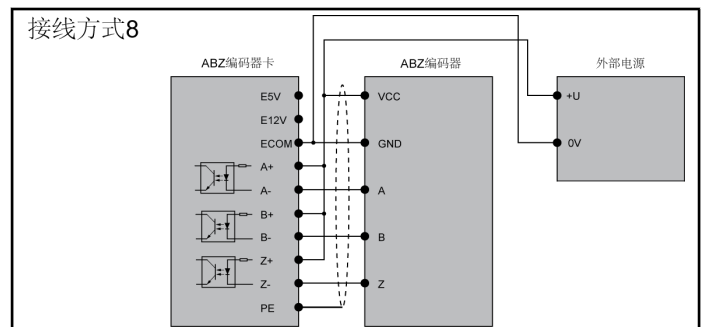 接线方式8
ABZ编码器卡
ABZ编码器
外部电源
E5V
VCC
+U
E12V
ECOM
GND
0V
A+
A-
A
B+
B-
B
Z+
Z-
Z
PE